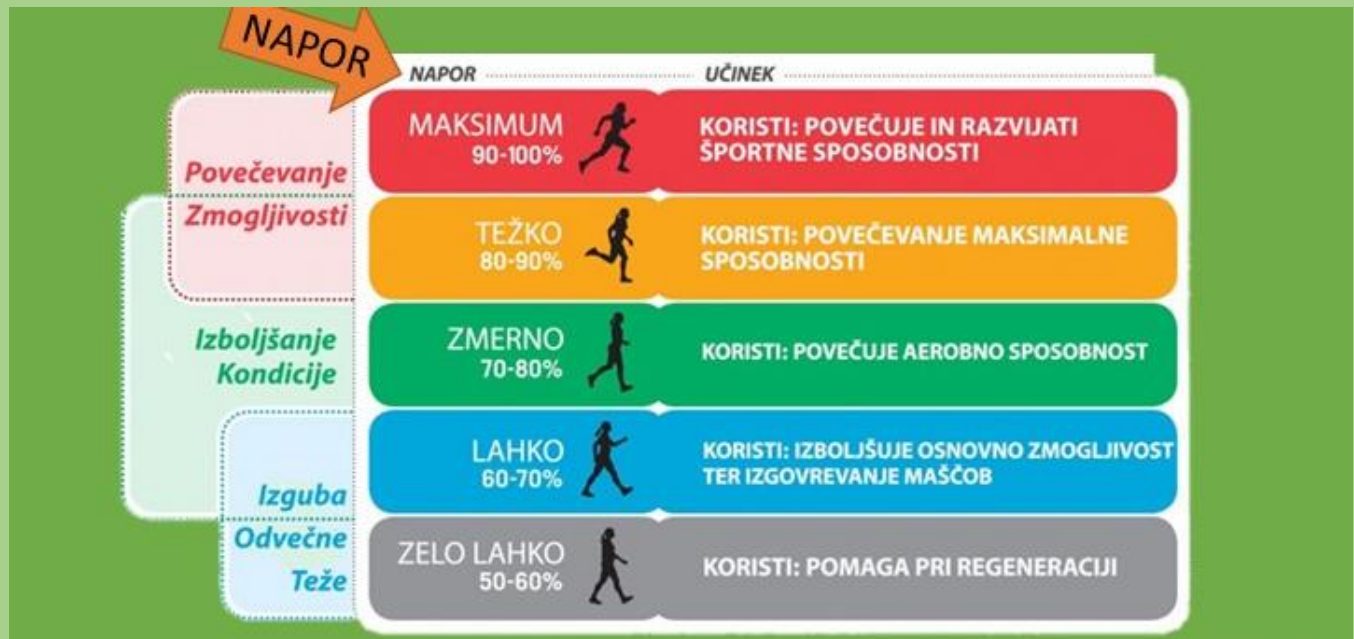 NAPOR
NAPOR
UČINEK
Povečevanje
Zmogljivosti
Izboljšanje
Kondicije
Izguba
Odvečne
Teže
MAKSIMUM
90-100%
KORISTI: POVEČUJE IN RAZVIJATI
ŠPORTNE SPOSOBNOSTI
TEŽKO
80-90%
KORISTI: POVEČEVANJE MAKSIMALNE
SPOSOBNOSTI
ZMERNO
70-80%
KORISTI: POVEČUJE AEROBNO SPOSOBNOST
LAHKO
60-70%
KORISTI: IZBOLJŠUJE OSNOVNO ZMOGLJIVOST
TER IZGOVREVANJE MAŠČOB
ZELO LAHKO
50-60%
KORISTI: POMAGA PRI REGENERACIJI